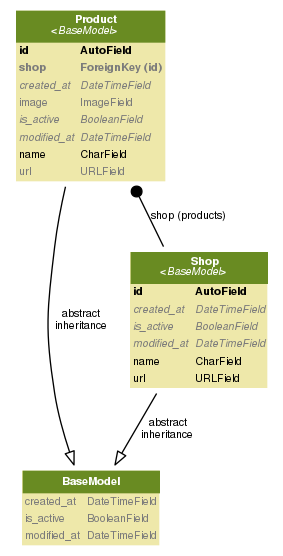 Product
<BaseModel>
id AutoField
shop ForeignKey (id)
created_at DateTimeField
image ImageField
is_active BooleanField
modified_at DateTimeField
name CharField
url URLField
shop (products)
Shop
<BaseModel>
id AutoField
created_at DateTimeField
is_active BooleanField
modified_at DateTimeField
name CharField
url URLField
abstract
inheritance
abstract
inheritance
BaseModel
created_at DateTimeField
is_active BooleanField
modified_at DateTimeField